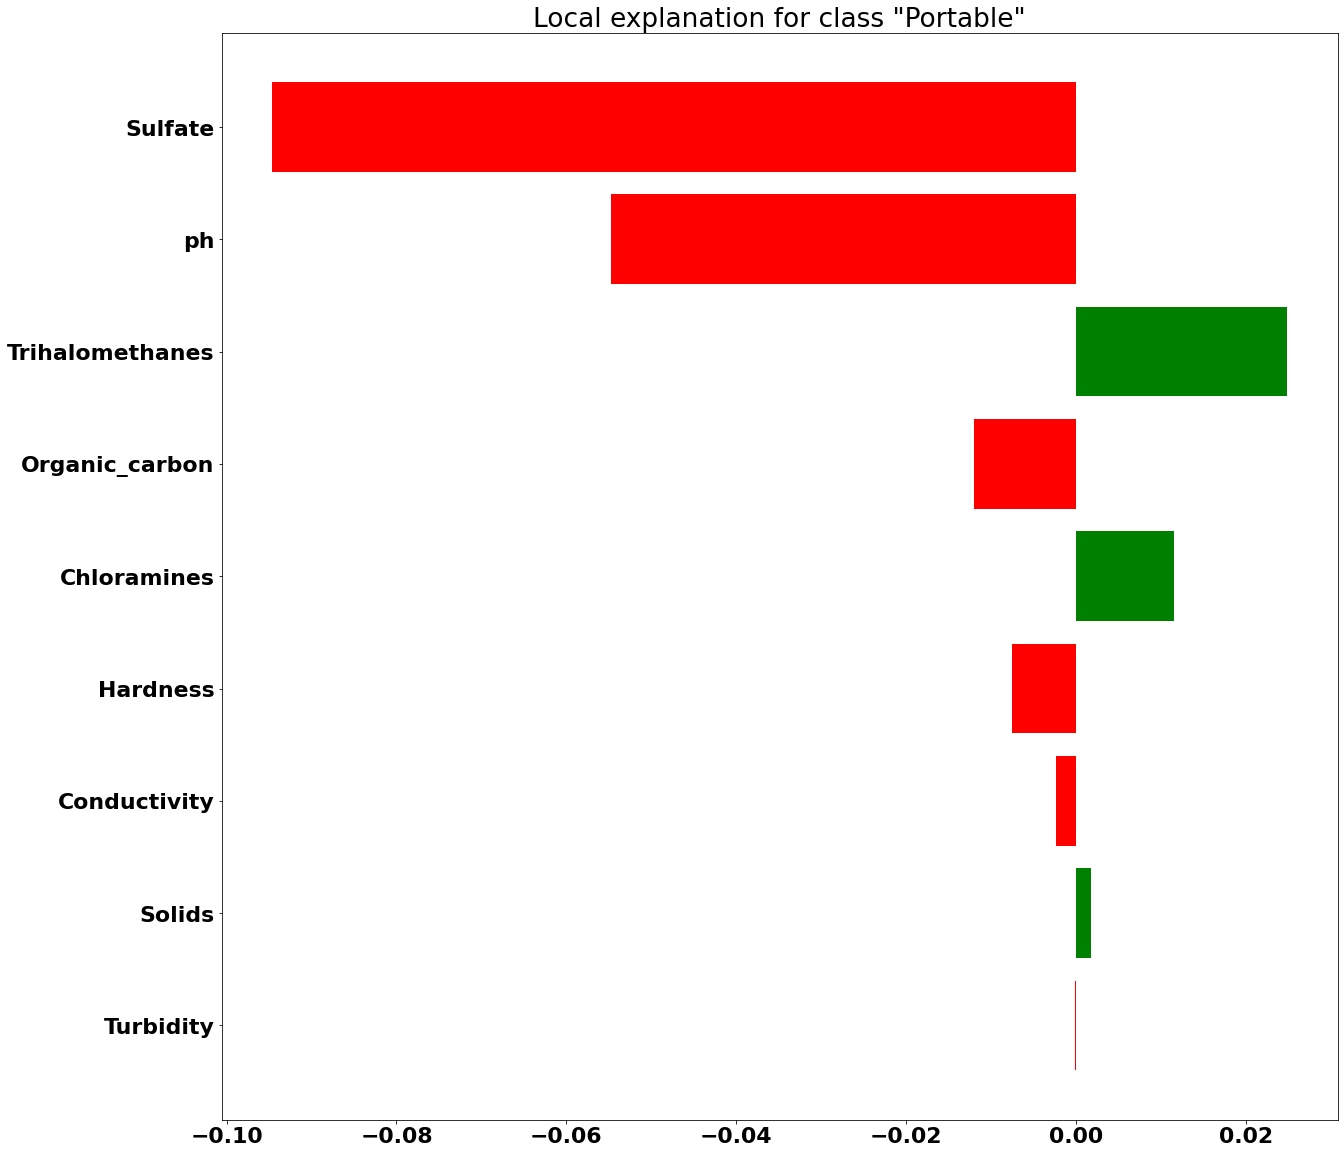 Local explanation for class "Portable"
Sulfate
ph
Trihalomethanes
Organic_carbon
Chloramines
Hardness
Conductivity
Solids
Turbidity
−0.10 −0.08 −0.06 −0.04 −0.02 0.00 0.02